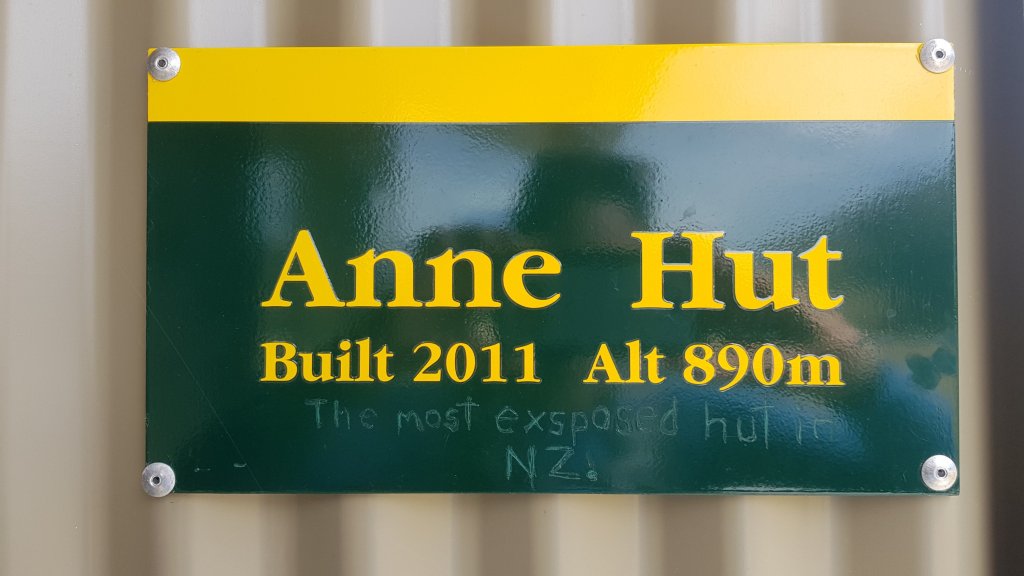 Anne Hut
Built 2011 Alt 890m
The most exsposed hut in
NZ!